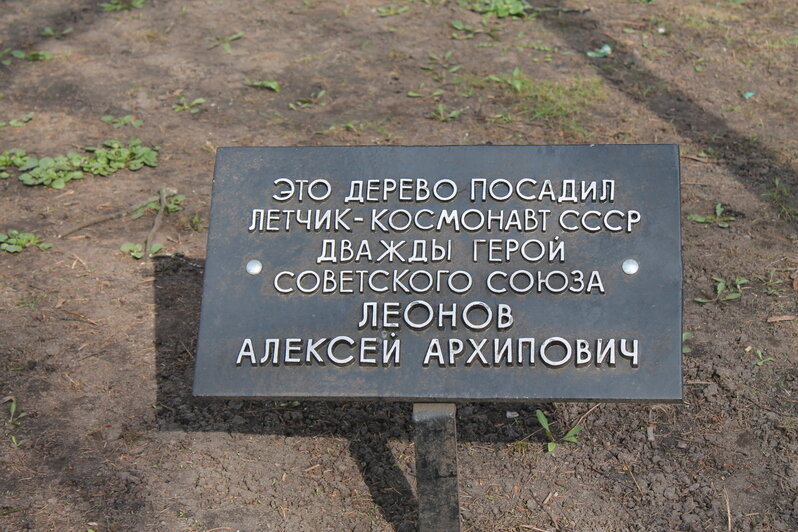 ЭТО ДЕРЕВО ПОСАДИЛ
ЛЕТЧИК-КОСМОНАВТ СССР
ДВАЖДЫ ГЕРОЙ
СОВЕТСКОГО СОЮЗА
ЛЕОНОВ
АЛЕКСЕЙ АРХИПОВИЧ